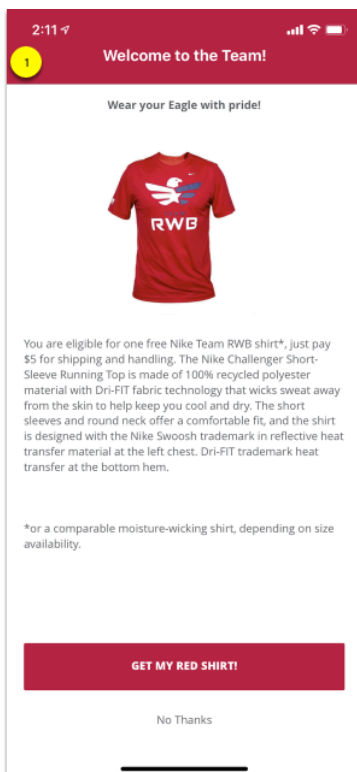 2:11
1
Welcome to the Team!
Wear your Eagle with pride!
RWB
You are eligible for one free Nike Team RWB shirt*, just pay
$5 for shipping and handling. The Nike Challenger Short-
Sleeve Running Top is made of 100% recycled polyester
material with Dri-FIT fabric technology that wicks sweat away
from the skin to help keep you cool and dry. The short
sleeves and round neck offer a comfortable fit, and the shirt
is designed with the Nike Swoosh trademark in reflective heat
transfer material at the left chest. Dri-FIT trademark heat
transfer at the bottom hem.
*or a comparable moisture-wicking shirt, depending on size
availability.
GET MY RED SHIRT!
No Thanks